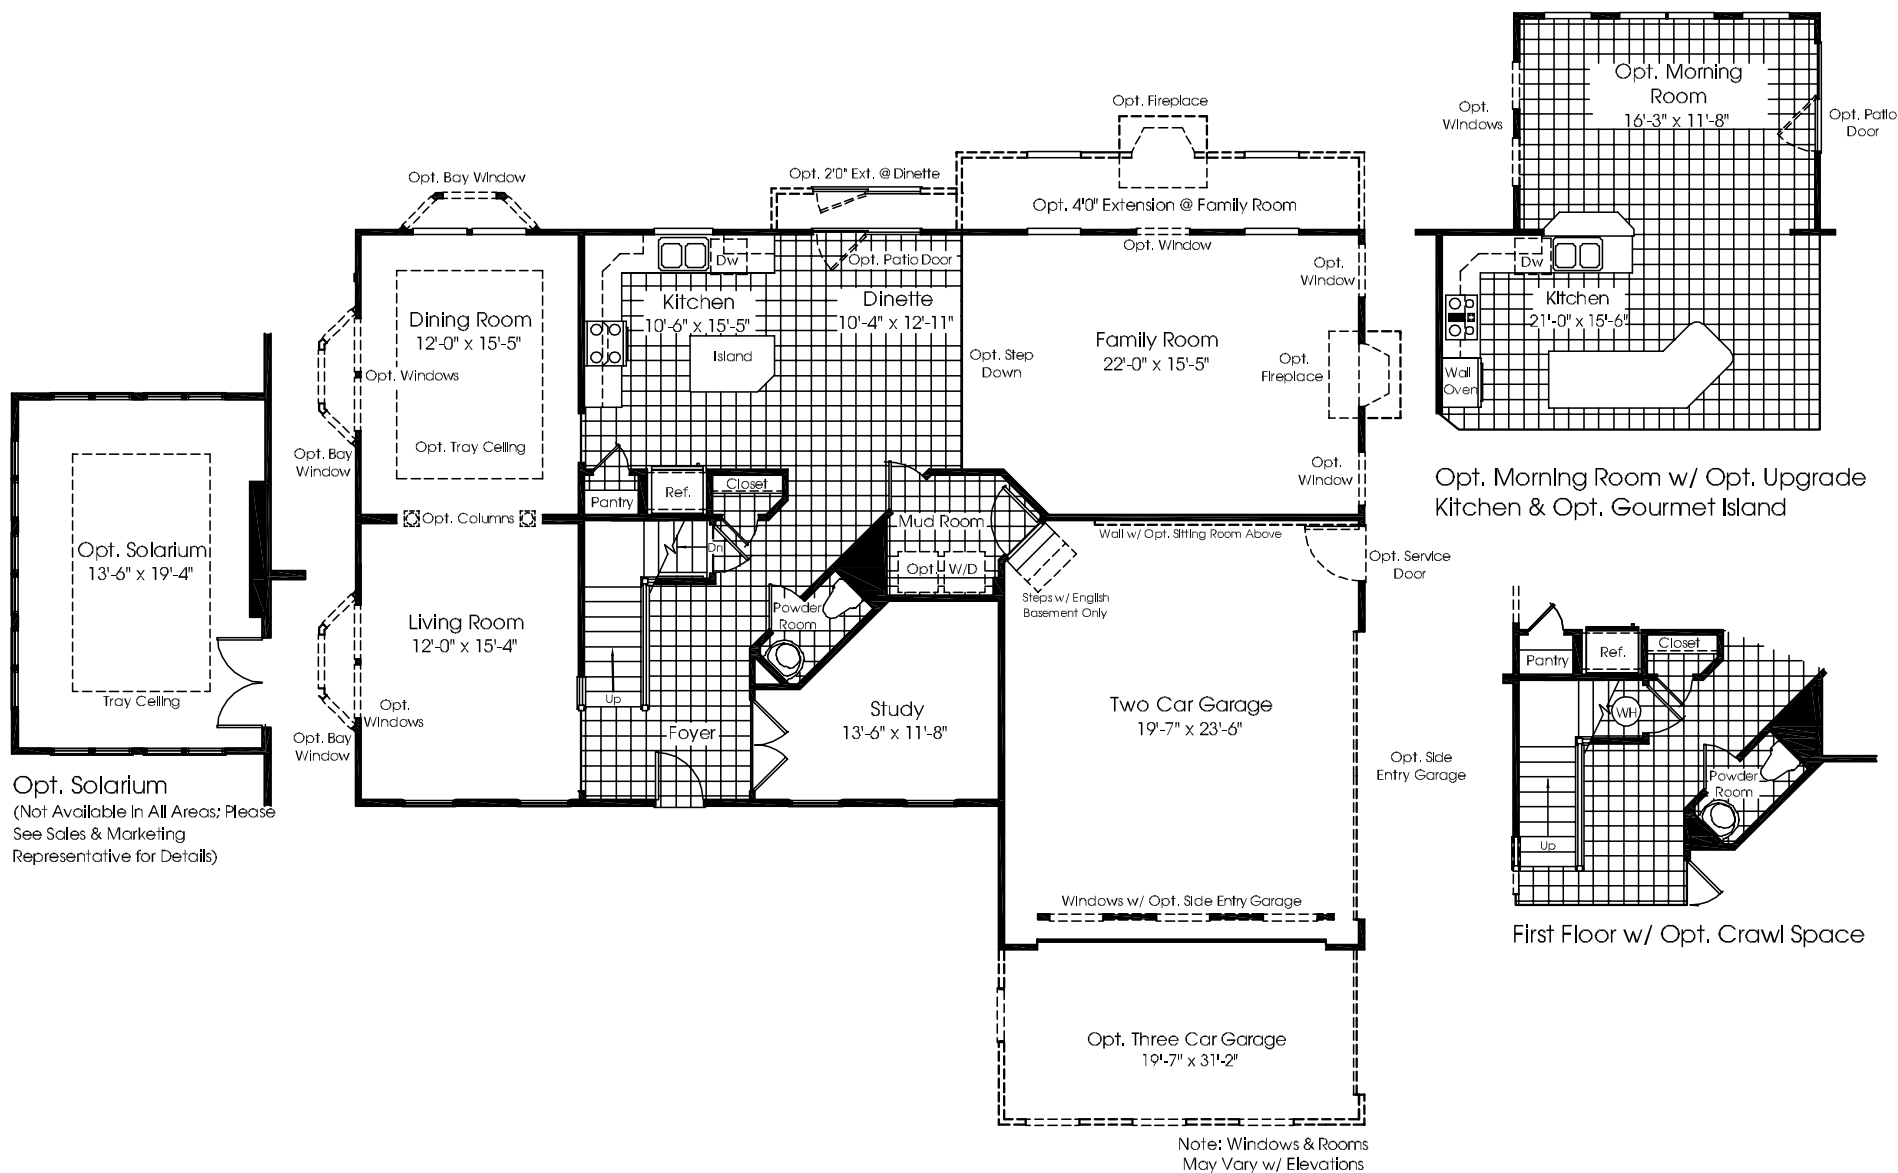 Opt. Solarium
13'-6" x 19'-4"
Tray Ceiling
Opt. Solarium
(Not Available In All Areas; Please
See Sales & Marketing
Representative for Details)
Opt. Bay Window
Dining Room
12'-0" x 15'-5"
Opt. Windows
Opt. Tray Ceiling
Opt. Bay
Window
Opt. Columns
Living Room
12'-0" x 15'-4"
Opt.
Windows
Opt. Bay
Window
Opt. 2'0" Ext. @ Dinette
Dw
Opt. Patio Door
Kitchen
10'-6" x 15'-5"
Dinette
10'-4" x 12'-11"
Island
Pantry
Ref.
Closet
Dn
Up
Foyer
Powder
Room
Mud Room
Opt. W/D
Study
13'-6" x 11'-8"
Opt. Fireplace
Opt. 4'0" Extension @ Family Room
Opt. Window
Opt.
Window
Family Room
22'-0" x 15'-5"
Opt. Step
Down
Opt.
Fireplace
Opt.
Window
Wall w/ Opt. Sitting Room Above
Opt. Service
Door
Steps w/ English
Basement Only
Two Car Garage
19'-7" x 23'-6"
Opt. Side
Entry Garage
Windows w/ Opt. Side Entry Garage
Opt. Three Car Garage
19'-7" x 31'-2"
Note: Windows & Rooms
May Vary w/ Elevations
Opt. Morning
Room
16'-3" x 11'-8"
Opt.
Windows
Opt. Patio
Door
Dw
Kitchen
21'-0" x 15'-6"
Wall
Oven
Opt. Morning Room w/ Opt. Upgrade
Kitchen & Opt. Gourmet Island
Pantry
Ref.
Closet
WH
Powder
Room
Up
First Floor w/ Opt. Crawl Space